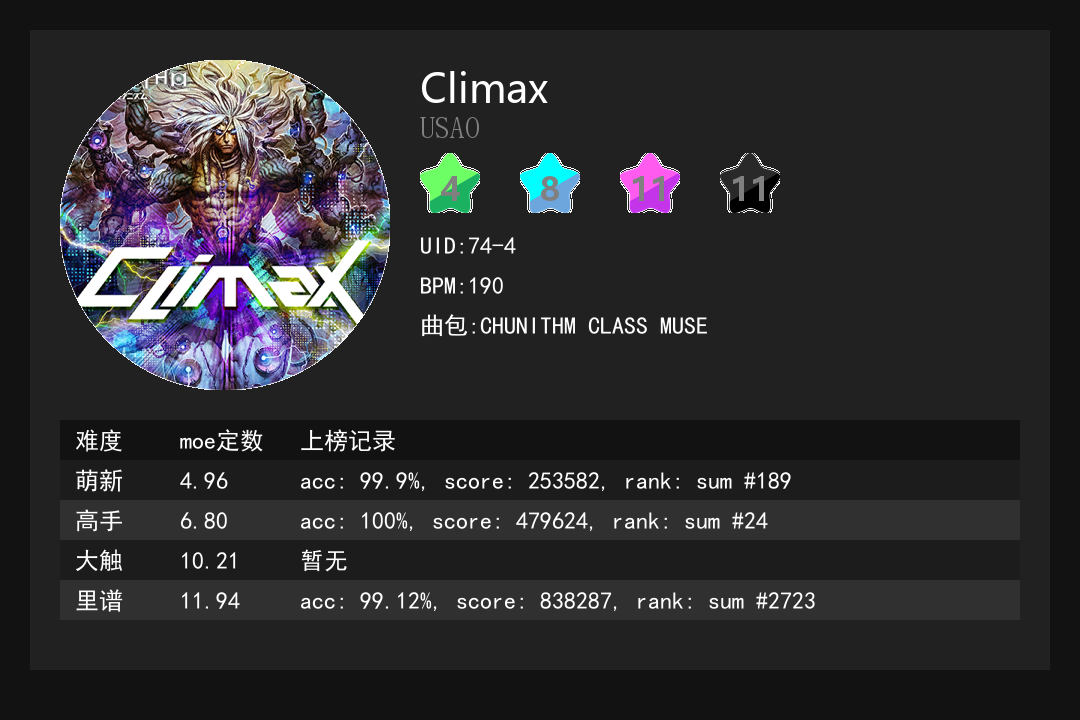 Climax
USAO
4 8 11 11
UID:74-4
BPM:190
曲包:CHUNITHM CLASS MUSE
Climax
难度 moe定数 上榜记录
萌新 4.96 acc: 99.9%, score: 253582, rank: sum #189
高手 6.80 acc: 100%, score: 479624, rank: sum #24
大触 10.21 暂无
里谱 11.94 acc: 99.12%, score: 838287, rank: sum #2723